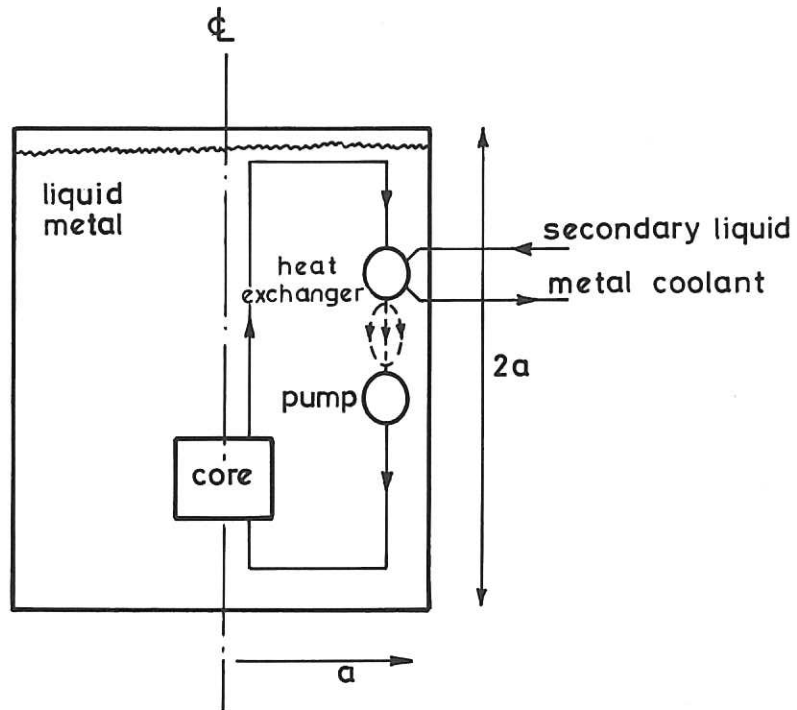 ℄
liquid
metal
secondary liquid
heat
exchanger
metal coolant
2a
pump
core
a